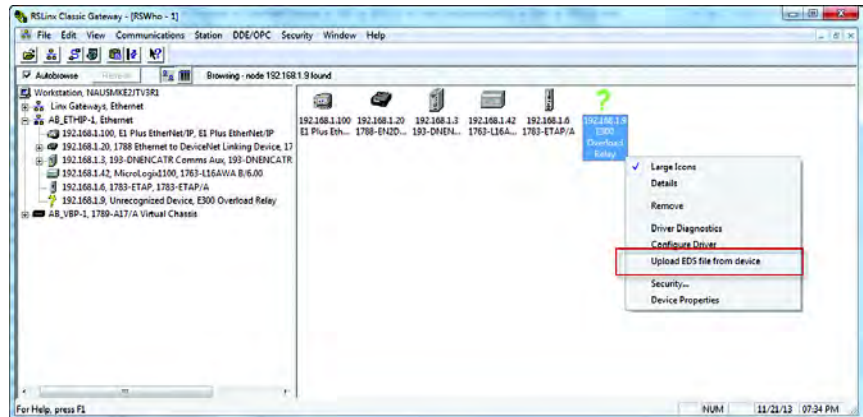 RSLinx Classic Gateway - [RSWho - 1]
File Edit View Communications Station DDE/OPC Security Window Help
Autobrowse Refresh Browsing - node 192.168.1.9 found
Workstation, NAUSMKE2JTV3R1
Linx Gateways, Ethernet
AB_ETHIP-1, Ethernet
192.168.1.100, E1 Plus EtherNet/IP, E1 Plus EtherNet/IP
192.168.1.20, 1788 Ethernet to DeviceNet Linking Device, 17
192.168.1.3, 193-DNENCATR Comms Aux, 193-DNENCATR
192.168.1.42, MicroLogix1100, 1763-L16AWA B/6.00
192.168.1.6, 1783-ETAP, 1783-ETAP/A
192.168.1.9, Unrecognized Device, E300 Overload Relay
AB_VBP-1, 1789-A17/A Virtual Chassis
192.168.1.100 192.168.1.20 192.168.1.3 192.168.1.42 192.168.1.6 192.168.1.9
E1 Plus Eth... 1788-EN2D... 193-DNEN... 1763-L16A... 1783-ETAP/A E300
Overload
Relay
Large Icons
Details
Remove
Driver Diagnostics
Configure Driver
Upload EDS file from device
Security...
Device Properties
For Help, press F1 NUM 11/21/13 07:34 PM